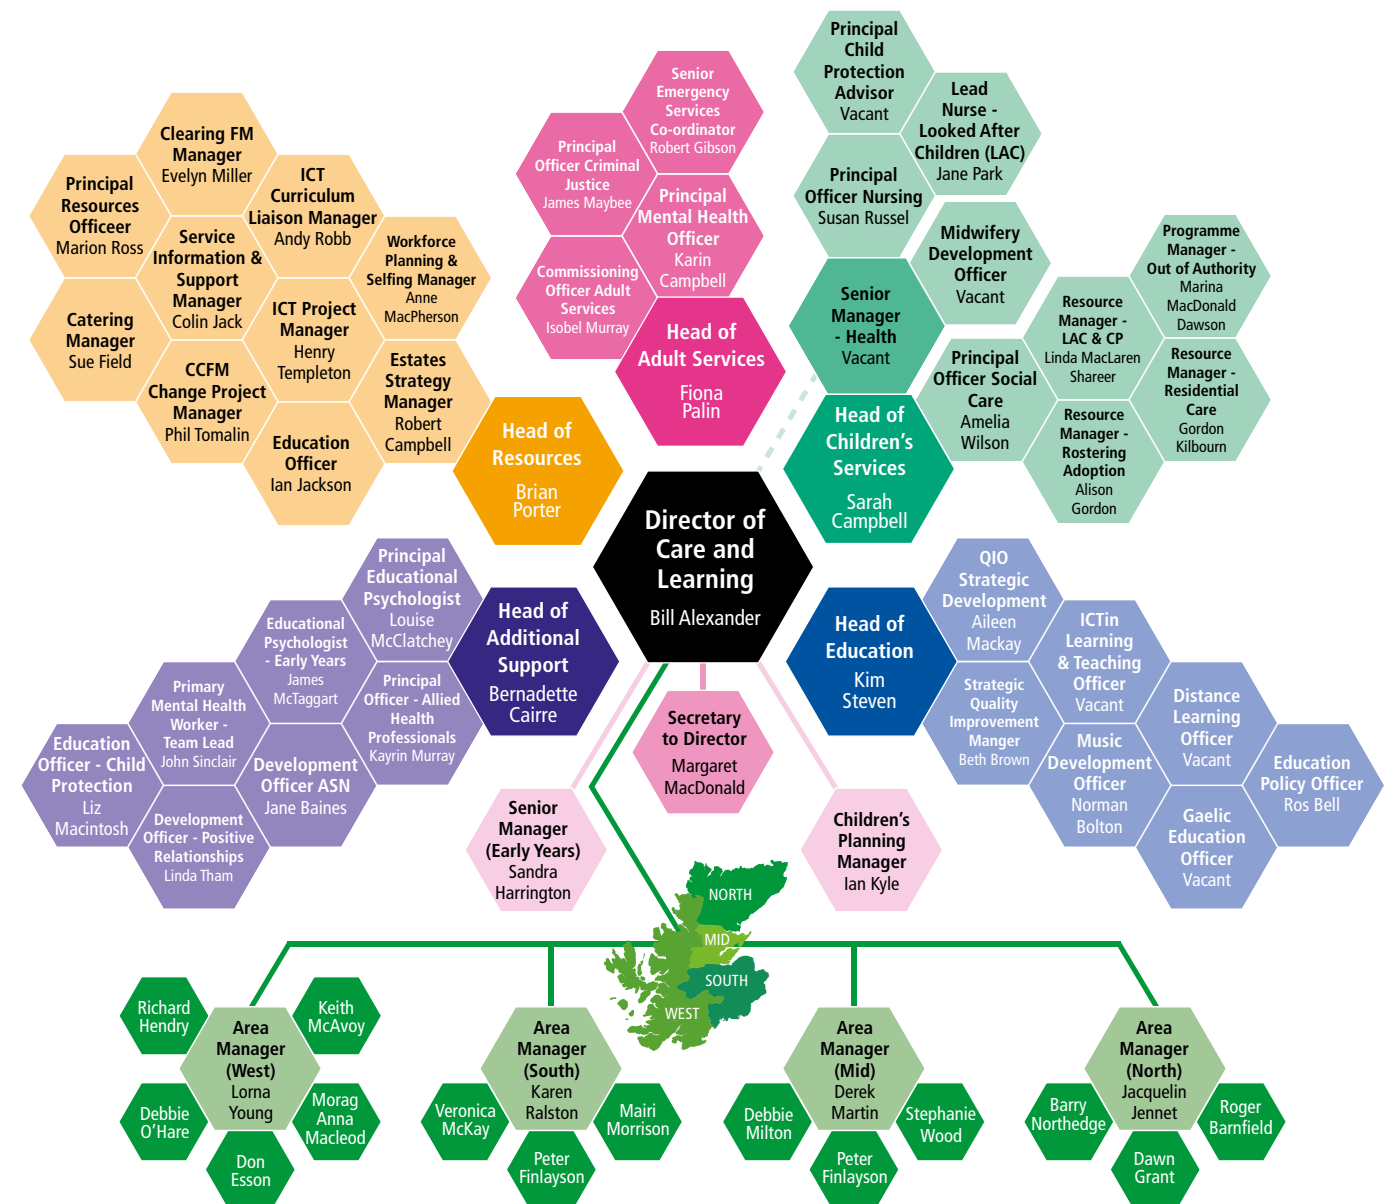 Principal
Child
Protection
Advisor
Vacant
Lead
Nurse -
Looked After
Children (LAC)
Jane Park
Principal
Officer Nursing
Susan Russel
Midwifery
Development
Officer
Vacant
Senior
Manager
- Health
Vacant
Principal
Officer Social
Care
Amelia
Wilson
Programme
Manager -
Out of Authority
Marina
MacDonald
Dawson
Resource
Manager -
LAC & CP
Linda MacLaren
Shareer
Resource
Manager -
Residential
Care
Gordon
Kilbourn
Resource
Manager -
Rostering
Adoption
Alison
Gordon
Head of
Children's
Services
Sarah
Campbell
Senior
Emergency
Services
Co-ordinator
Robert Gibson
Principal
Officer Criminal
Justice
James Maybee
Principal
Mental Health
Officer
Karin
Campbell
Commissioning
Officer Adult
Services
Isobel Murray
Head of
Adult Services
Fiona
Palin
Clearing FM
Manager
Evelyn Miller
Principal
Resources
Officeer
Marion Ross
ICT
Curriculum
Liaison Manager
Andy Robb
Service
Information &
Support
Manager
Colin Jack
Workforce
Planning &
Selfing Manager
Anne
MacPherson
Catering
Manager
Sue Field
ICT Project
Manager
Henry
Templeton
CCFM
Change Project
Manager
Phil Tomalin
Estates
Strategy
Manager
Robert
Campbell
Education
Officer
Ian Jackson
Head of
Resources
Brian
Porter
Director of
Care and
Learning
Bill Alexander
Principal
Educational
Psychologist
Louise
McClatchey
Educational
Psychologist
- Early Years
James
McTaggart
Principal
Officer - Allied
Health
Professionals
Kayrin Murray
Primary
Mental Health
Worker -
Team Lead
John Sinclair
Education
Officer - Child
Protection
Liz
Macintosh
Development
Officer ASN
Jane Baines
Development
Officer - Positive
Relationships
Linda Tham
Head of
Additional
Support
Bernadette
Cairre
Head of
Education
Kim
Steven
QIO
Strategic
Development
Aileen
Mackay
ICTin
Learning
& Teaching
Officer
Vacant
Strategic
Quality
Improvement
Manger
Beth Brown
Distance
Learning
Officer
Vacant
Music
Development
Officer
Norman
Bolton
Education
Policy Officer
Ros Bell
Gaelic
Education
Officer
Vacant
Secretary
to Director
Margaret
MacDonald
Senior
Manager
(Early Years)
Sandra
Harrington
Children's
Planning
Manager
Ian Kyle
NORTH
MID
SOUTH
WEST
Richard
Hendry
Keith
McAvoy
Area
Manager
(West)
Lorna
Young
Debbie
O'Hare
Morag
Anna
Macleod
Don
Esson
Area
Manager
(South)
Karen
Ralston
Veronica
McKay
Mairi
Morrison
Peter
Finlayson
Area
Manager
(Mid)
Derek
Martin
Debbie
Milton
Stephanie
Wood
Peter
Finlayson
Area
Manager
(North)
Jacquelin
Jennet
Barry
Northedge
Roger
Barnfield
Dawn
Grant